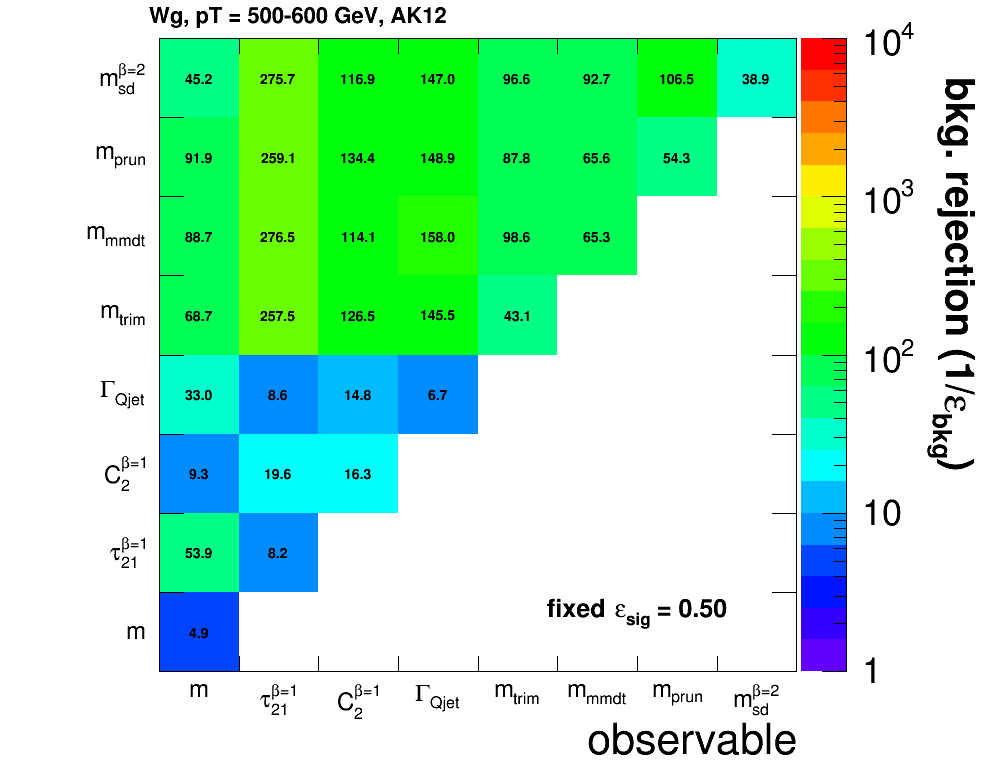 Wg, pT = 500-600 GeV, AK12
m_sd^β=2 45.2 275.7 116.9 147.0 96.6 92.7 106.5 38.9
m_prun 91.9 259.1 134.4 148.9 87.8 65.6 54.3
m_mmdt 88.7 276.5 114.1 158.0 98.6 65.3
m_trim 68.7 257.5 126.5 145.5 43.1
Γ_Qjet 33.0 8.6 14.8 6.7
C_2^β=1 9.3 19.6 16.3
τ_21^β=1 53.9 8.2
fixed ε_sig = 0.50
m 4.9
m τ_21^β=1 C_2^β=1 Γ_Qjet m_trim m_mmdt m_prun m_sd^β=2
observable
10^4
10^3
10^2
10
1
bkg. rejection (1/ε_bkg)